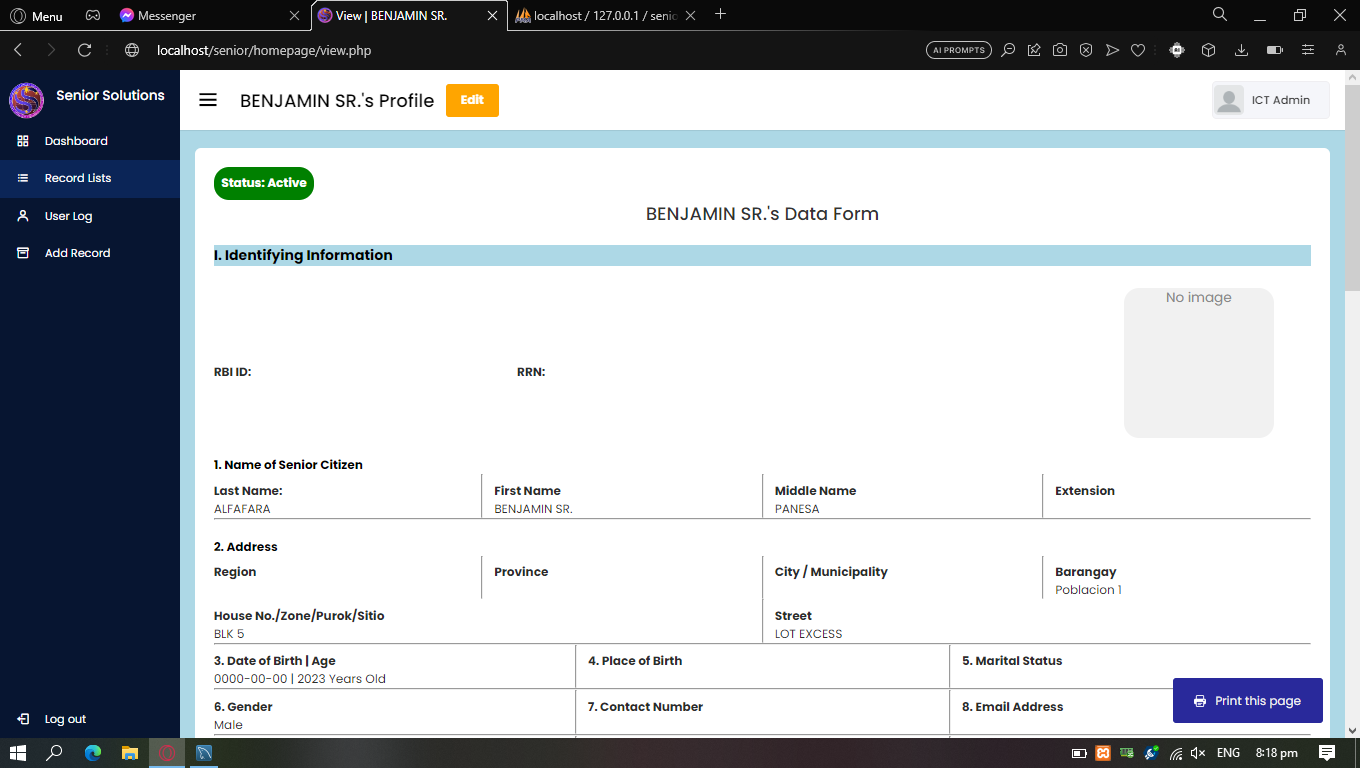 Menu
Messenger
View | BENJAMIN SR.
localhost / 127.0.0.1 / senio
localhost/senior/homepage/view.php
AI PROMPTS
Senior Solutions
BENJAMIN SR.'s Profile
Edit
ICT Admin
Dashboard
Record Lists
User Log
Add Record
Log out
Status: Active
BENJAMIN SR.'s Data Form
I. Identifying Information
No image
RBI ID:
RRN:
1. Name of Senior Citizen
Last Name:
First Name
Middle Name
Extension
ALFAFARA
BENJAMIN SR.
PANESA
2. Address
Region
Province
City / Municipality
Barangay
Poblacion 1
House No./Zone/Purok/Sitio
Street
BLK 5
LOT EXCESS
3. Date of Birth | Age
4. Place of Birth
5. Marital Status
0000-00-00 | 2023 Years Old
6. Gender
7. Contact Number
8. Email Address
Male
Print this page
ENG
8:18 pm